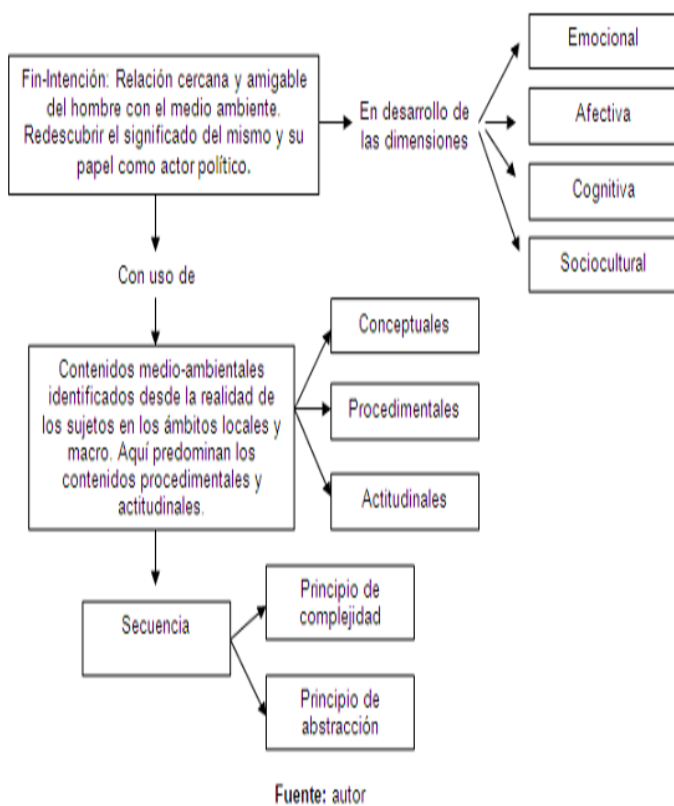 Fin-Intención: Relación cercana y amigable
del hombre con el medio ambiente.
Redescubrir el significado del mismo y su
papel como actor político.
En desarrollo de
las dimensiones
Emocional
Afectiva
Cognitiva
Sociocultural
Con uso de
Contenidos medio-ambientales
identificados desde la realidad de
los sujetos en los ámbitos locales y
macro. Aquí predominan los
contenidos procedimentales y
actitudinales.
Conceptuales
Procedimentales
Actitudinales
Secuencia
Principio de
complejidad
Principio de
abstracción
Fuente: autor